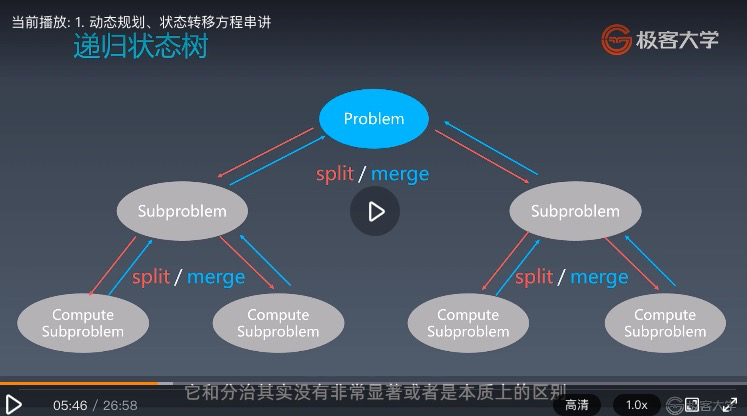 当前播放: 1. 动态规划、状态转移方程串讲
递归状态树
极客大学
Problem
split / merge
Subproblem
Subproblem
split / merge
split / merge
Compute
Subproblem
Compute
Subproblem
Compute
Subproblem
Compute
Subproblem
它和分治其实没有非常显著或者是本质上的区别
05:46 / 26:58
高清
1.0x
极客大学